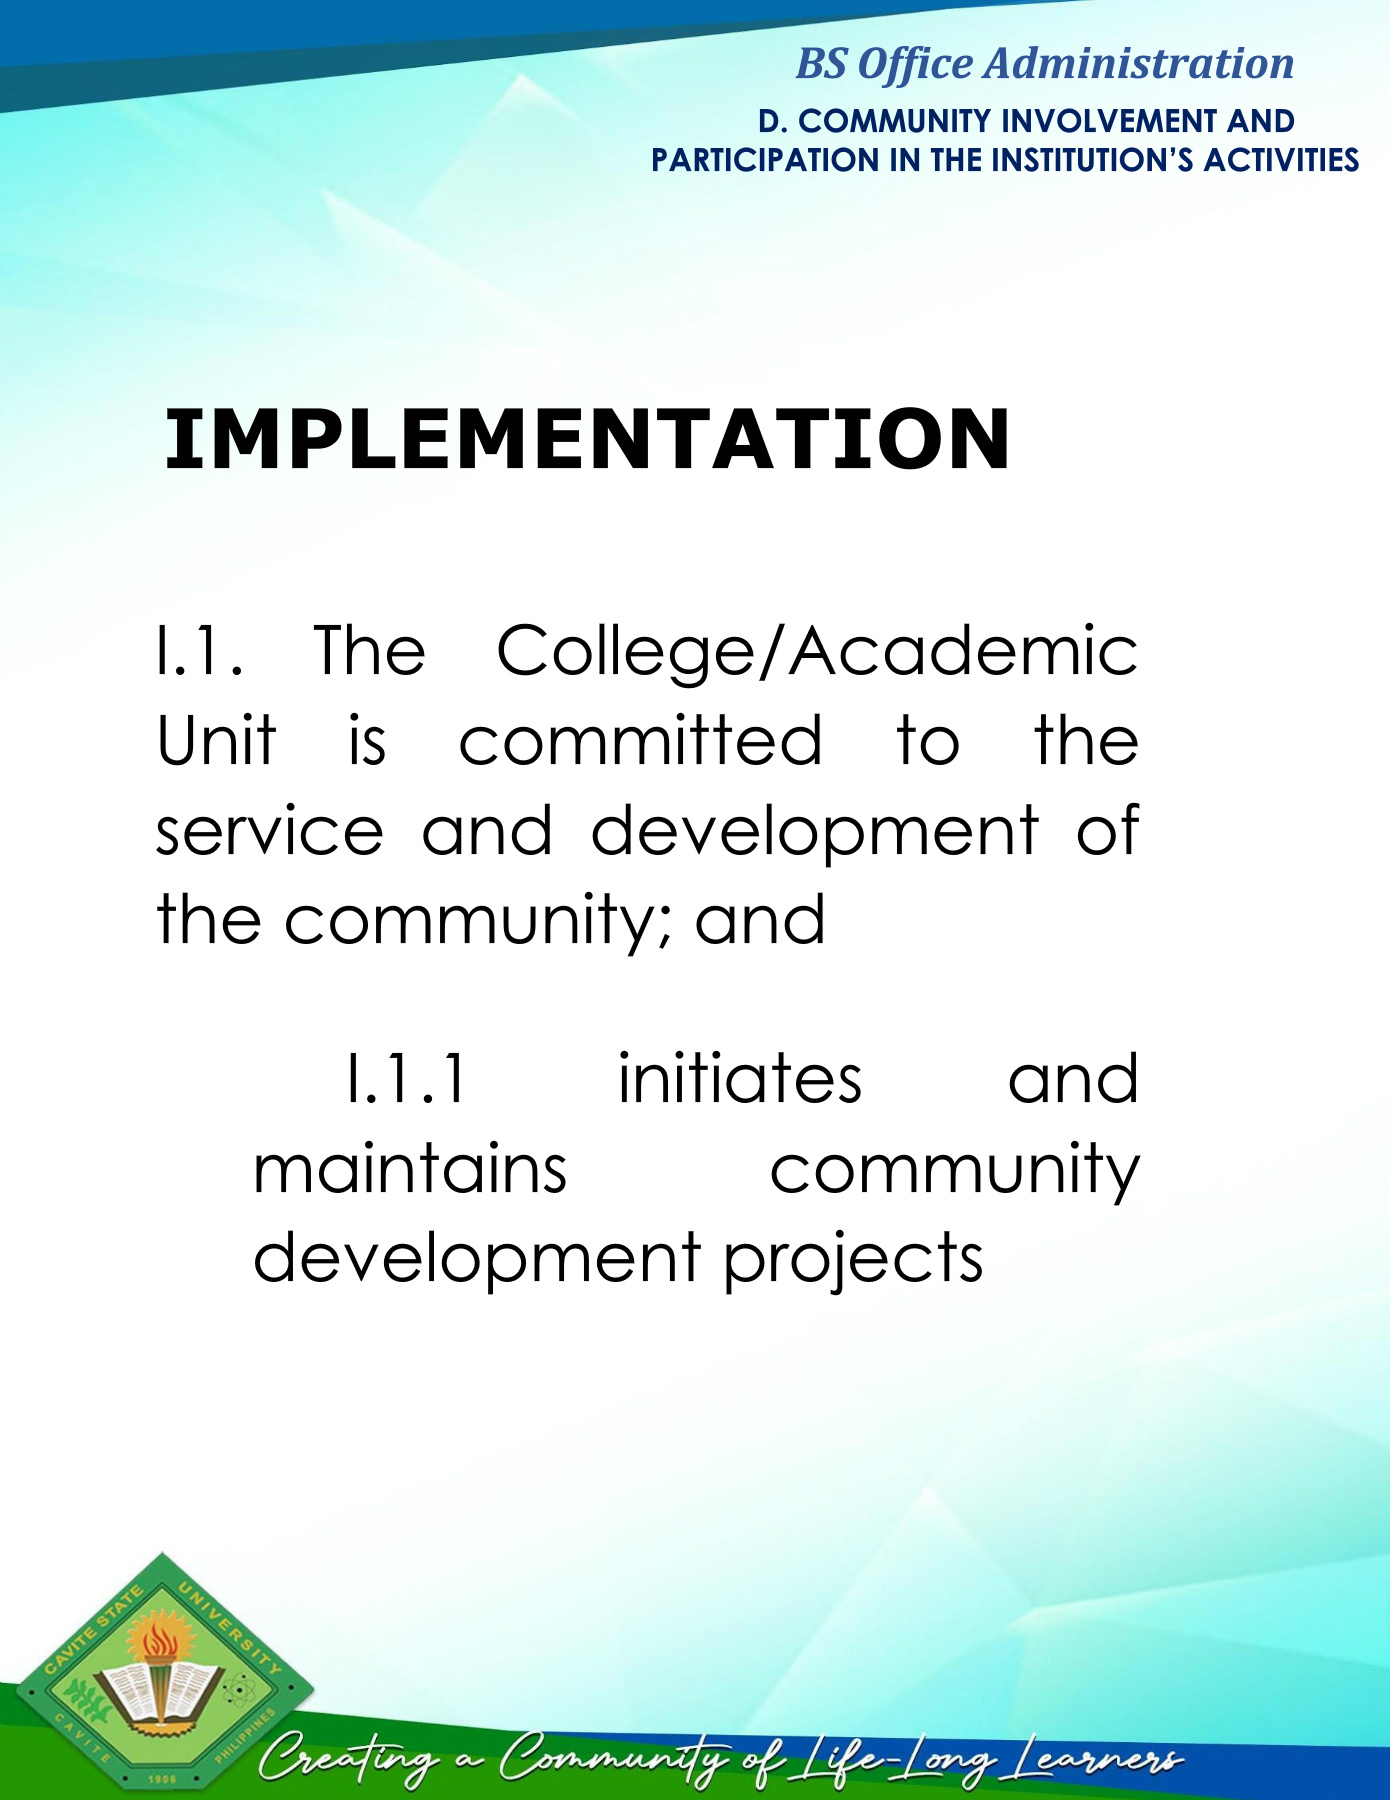 BS Office Administration
D. COMMUNITY INVOLVEMENT AND
PARTICIPATION IN THE INSTITUTION’S ACTIVITIES
IMPLEMENTATION
I.1. The College/Academic
Unit is committed to the
service and development of
the community; and
I.1.1 initiates and
maintains community
development projects
CAVITE STATE UNIVERSITY
CAVITE PHILIPPINES
1906
Creating a Community of Life-Long Learners